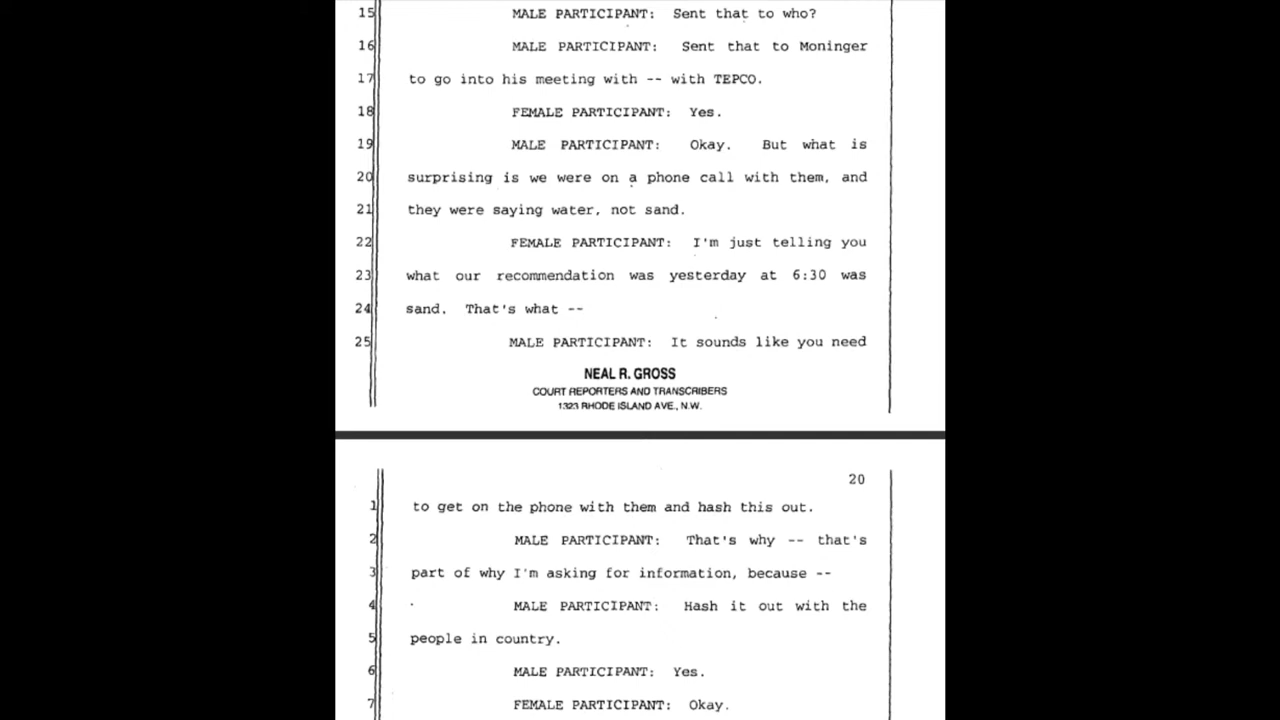 15 MALE PARTICIPANT: Sent that to who?
16 MALE PARTICIPANT: Sent that to Moninger
17 to go into his meeting with -- with TEPCO.
18 FEMALE PARTICIPANT: Yes.
19 MALE PARTICIPANT: Okay. But what is
20 surprising is we were on a phone call with them, and
21 they were saying water, not sand.
22 FEMALE PARTICIPANT: I'm just telling you
23 what our recommendation was yesterday at 6:30 was
24 sand. That's what --
25 MALE PARTICIPANT: It sounds like you need
NEAL R. GROSS
COURT REPORTERS AND TRANSCRIBERS
1323 RHODE ISLAND AVE., N.W.
20
1 to get on the phone with them and hash this out.
2 MALE PARTICIPANT: That's why -- that's
3 part of why I'm asking for information, because --
4 MALE PARTICIPANT: Hash it out with the
5 people in country.
6 MALE PARTICIPANT: Yes.
7 FEMALE PARTICIPANT: Okay.